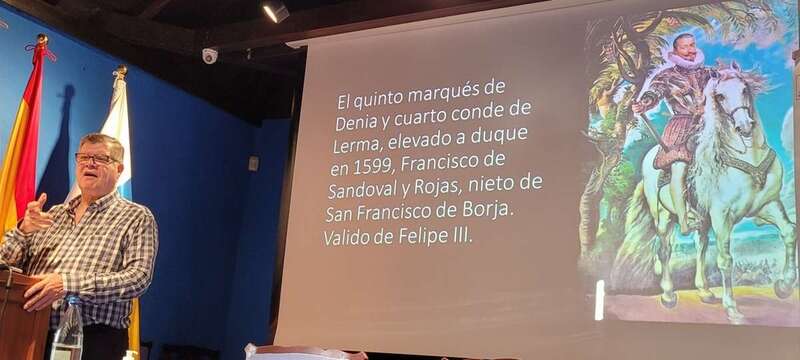 El quinto marqués de
Denia y cuarto conde de
Lerma, elevado a duque
en 1599, Francisco de
Sandoval y Rojas, nieto de
San Francisco de Borja.
Valido de Felipe III.